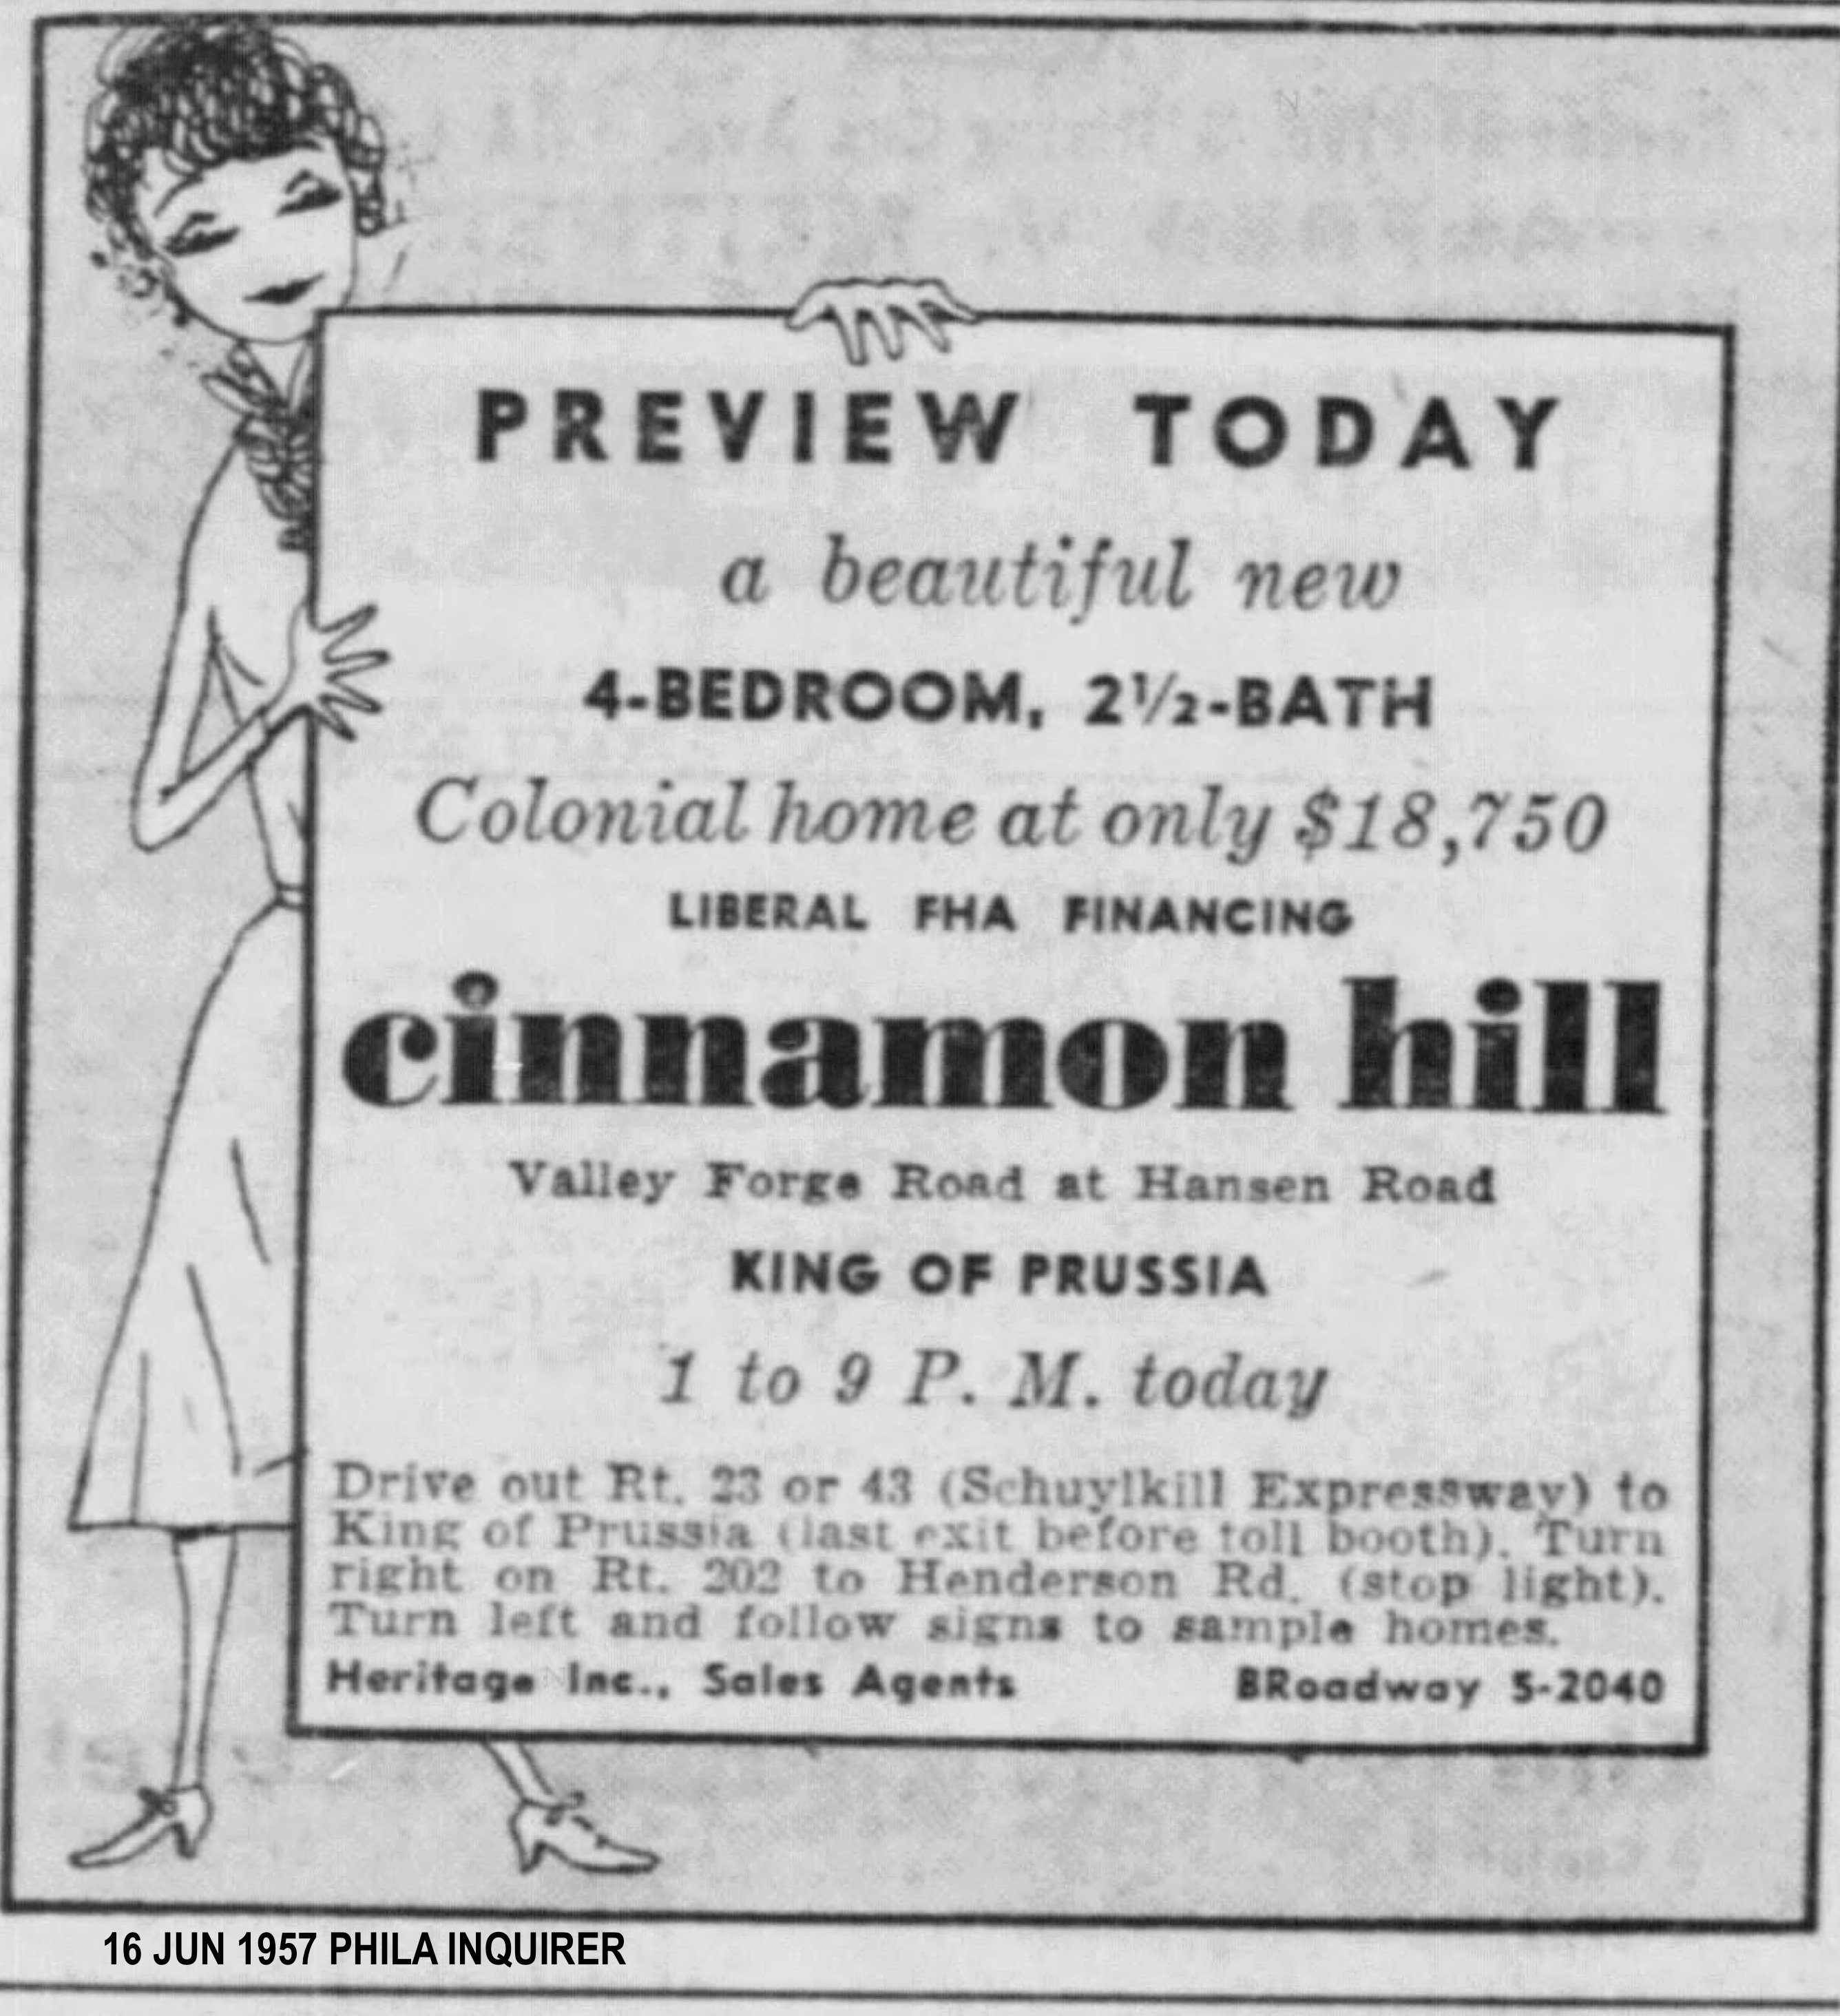 PREVIEW TODAY
a beautiful new
4-BEDROOM, 2½-BATH
Colonial home at only $18,750
LIBERAL FHA FINANCING
cinnamon hill
Valley Forge Road at Hansen Road
KING OF PRUSSIA
1 to 9 P. M. today
Drive out Rt. 23 or 43 (Schuylkill Expressway) to
King of Prussia (last exit before toll booth). Turn
right on Rt. 202 to Henderson Rd. (stop light).
Turn left and follow signs to sample homes.
Heritage Inc., Sales Agents BRoadway 5-2040
16 JUN 1957 PHILA INQUIRER